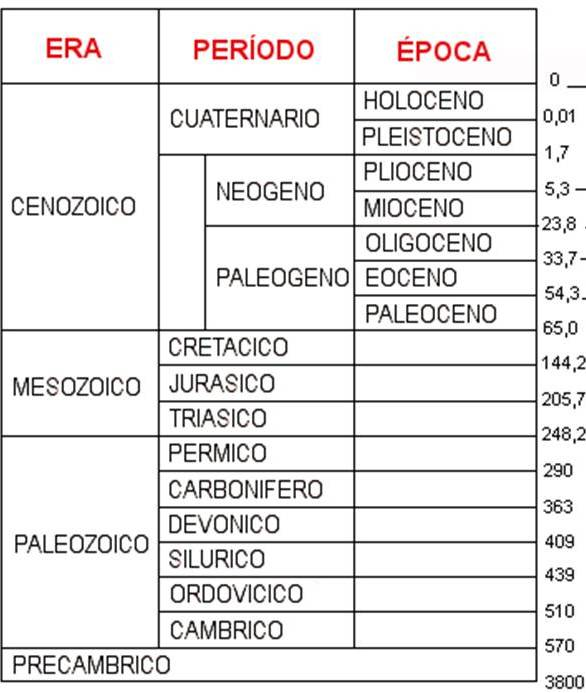 ERA PERÍODO ÉPOCA
0
CUATERNARIO
HOLOCENO
0,01
PLEISTOCENO
1,7
CENOZOICO
NEOGENO
PLIOCENO
5,3
MIOCENO
23,8
PALEOGENO
OLIGOCENO
33,7
EOCENO
54,3
PALEOCENO
65,0
MESOZOICO
CRETACICO
144,2
JURASICO
205,7
TRIASICO
248,2
PALEOZOICO
PERMICO
290
CARBONIFERO
363
DEVONICO
409
SILURICO
439
ORDOVICICO
510
CAMBRICO
570
PRECAMBRICO
3800